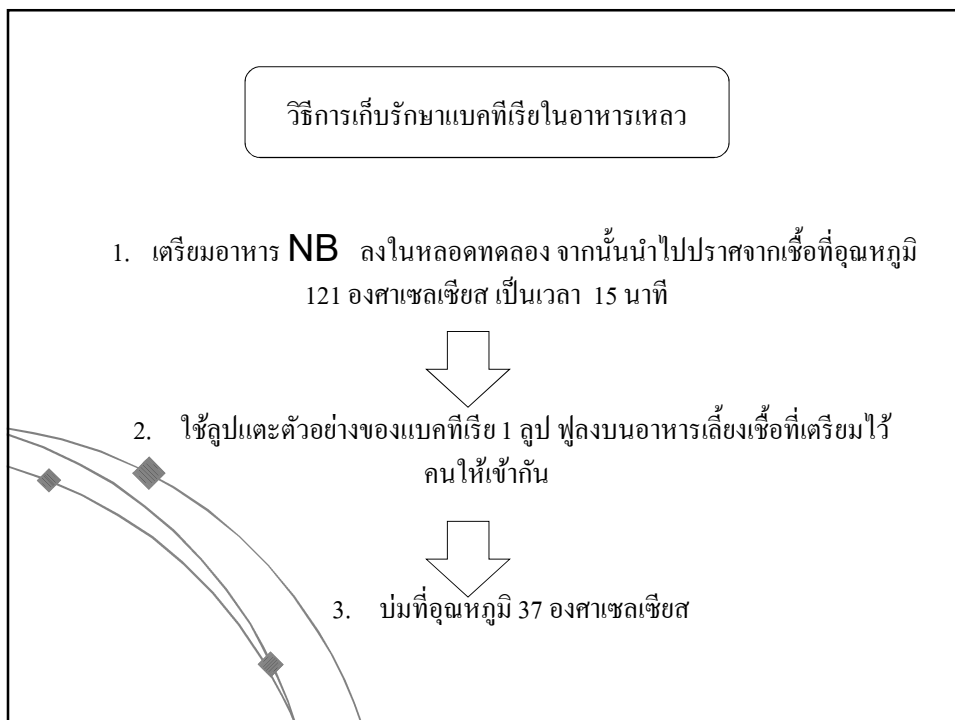 วิธีการเก็บรักษาแบคทีเรียในอาหารเหลว
1. เตรียมอาหาร NB ลงในหลอดทดลอง จากนั้นนำไปปราศจากเชื้อที่อุณหภูมิ
121 องศาเซลเซียส เป็นเวลา 15 นาที
2. ใช้ลูปแตะตัวอย่างของแบคทีเรีย 1 ลูป ฟูลงบนอาหารเลี้ยงเชื้อที่เตรียมไว้
คนให้เข้ากัน
3. บ่มที่อุณหภูมิ 37 องศาเซลเซียส